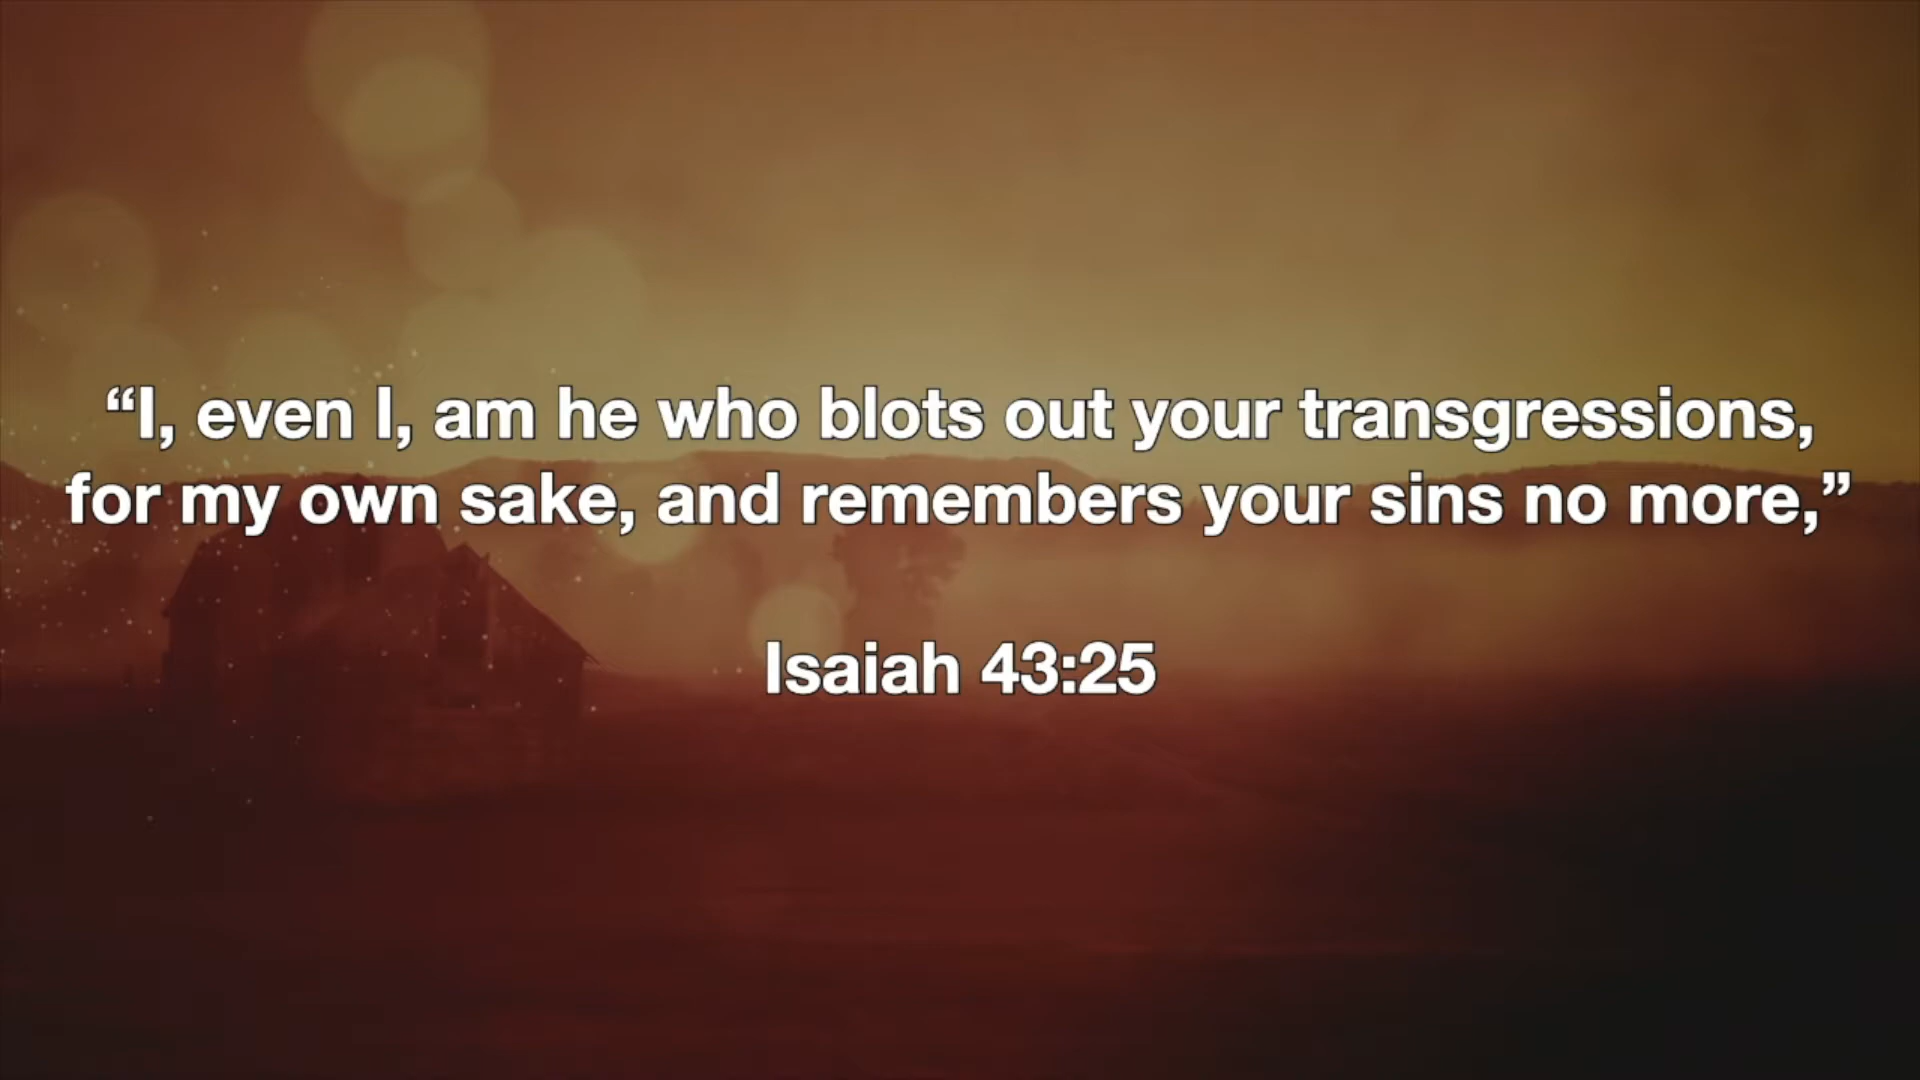 “I, even I, am he who blots out your transgressions,
for my own sake, and remembers your sins no more,”
Isaiah 43:25